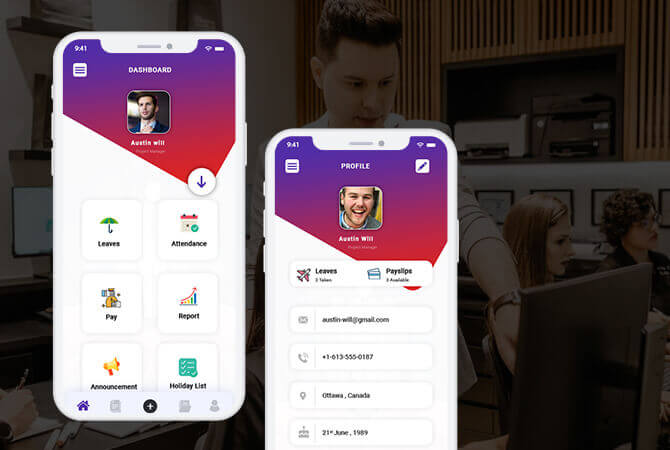 9:41
DASHBOARD
Austin will
Project Manager
Leaves
Attendance
Pay
Report
Announcement
Holiday List
9:41
PROFILE
Austin Will
Project Manager
Leaves
3 Taken
Payslips
3 Available
austin-will@gmail.com
+1-613-555-0187
Ottawa , Canada
21st June , 1989